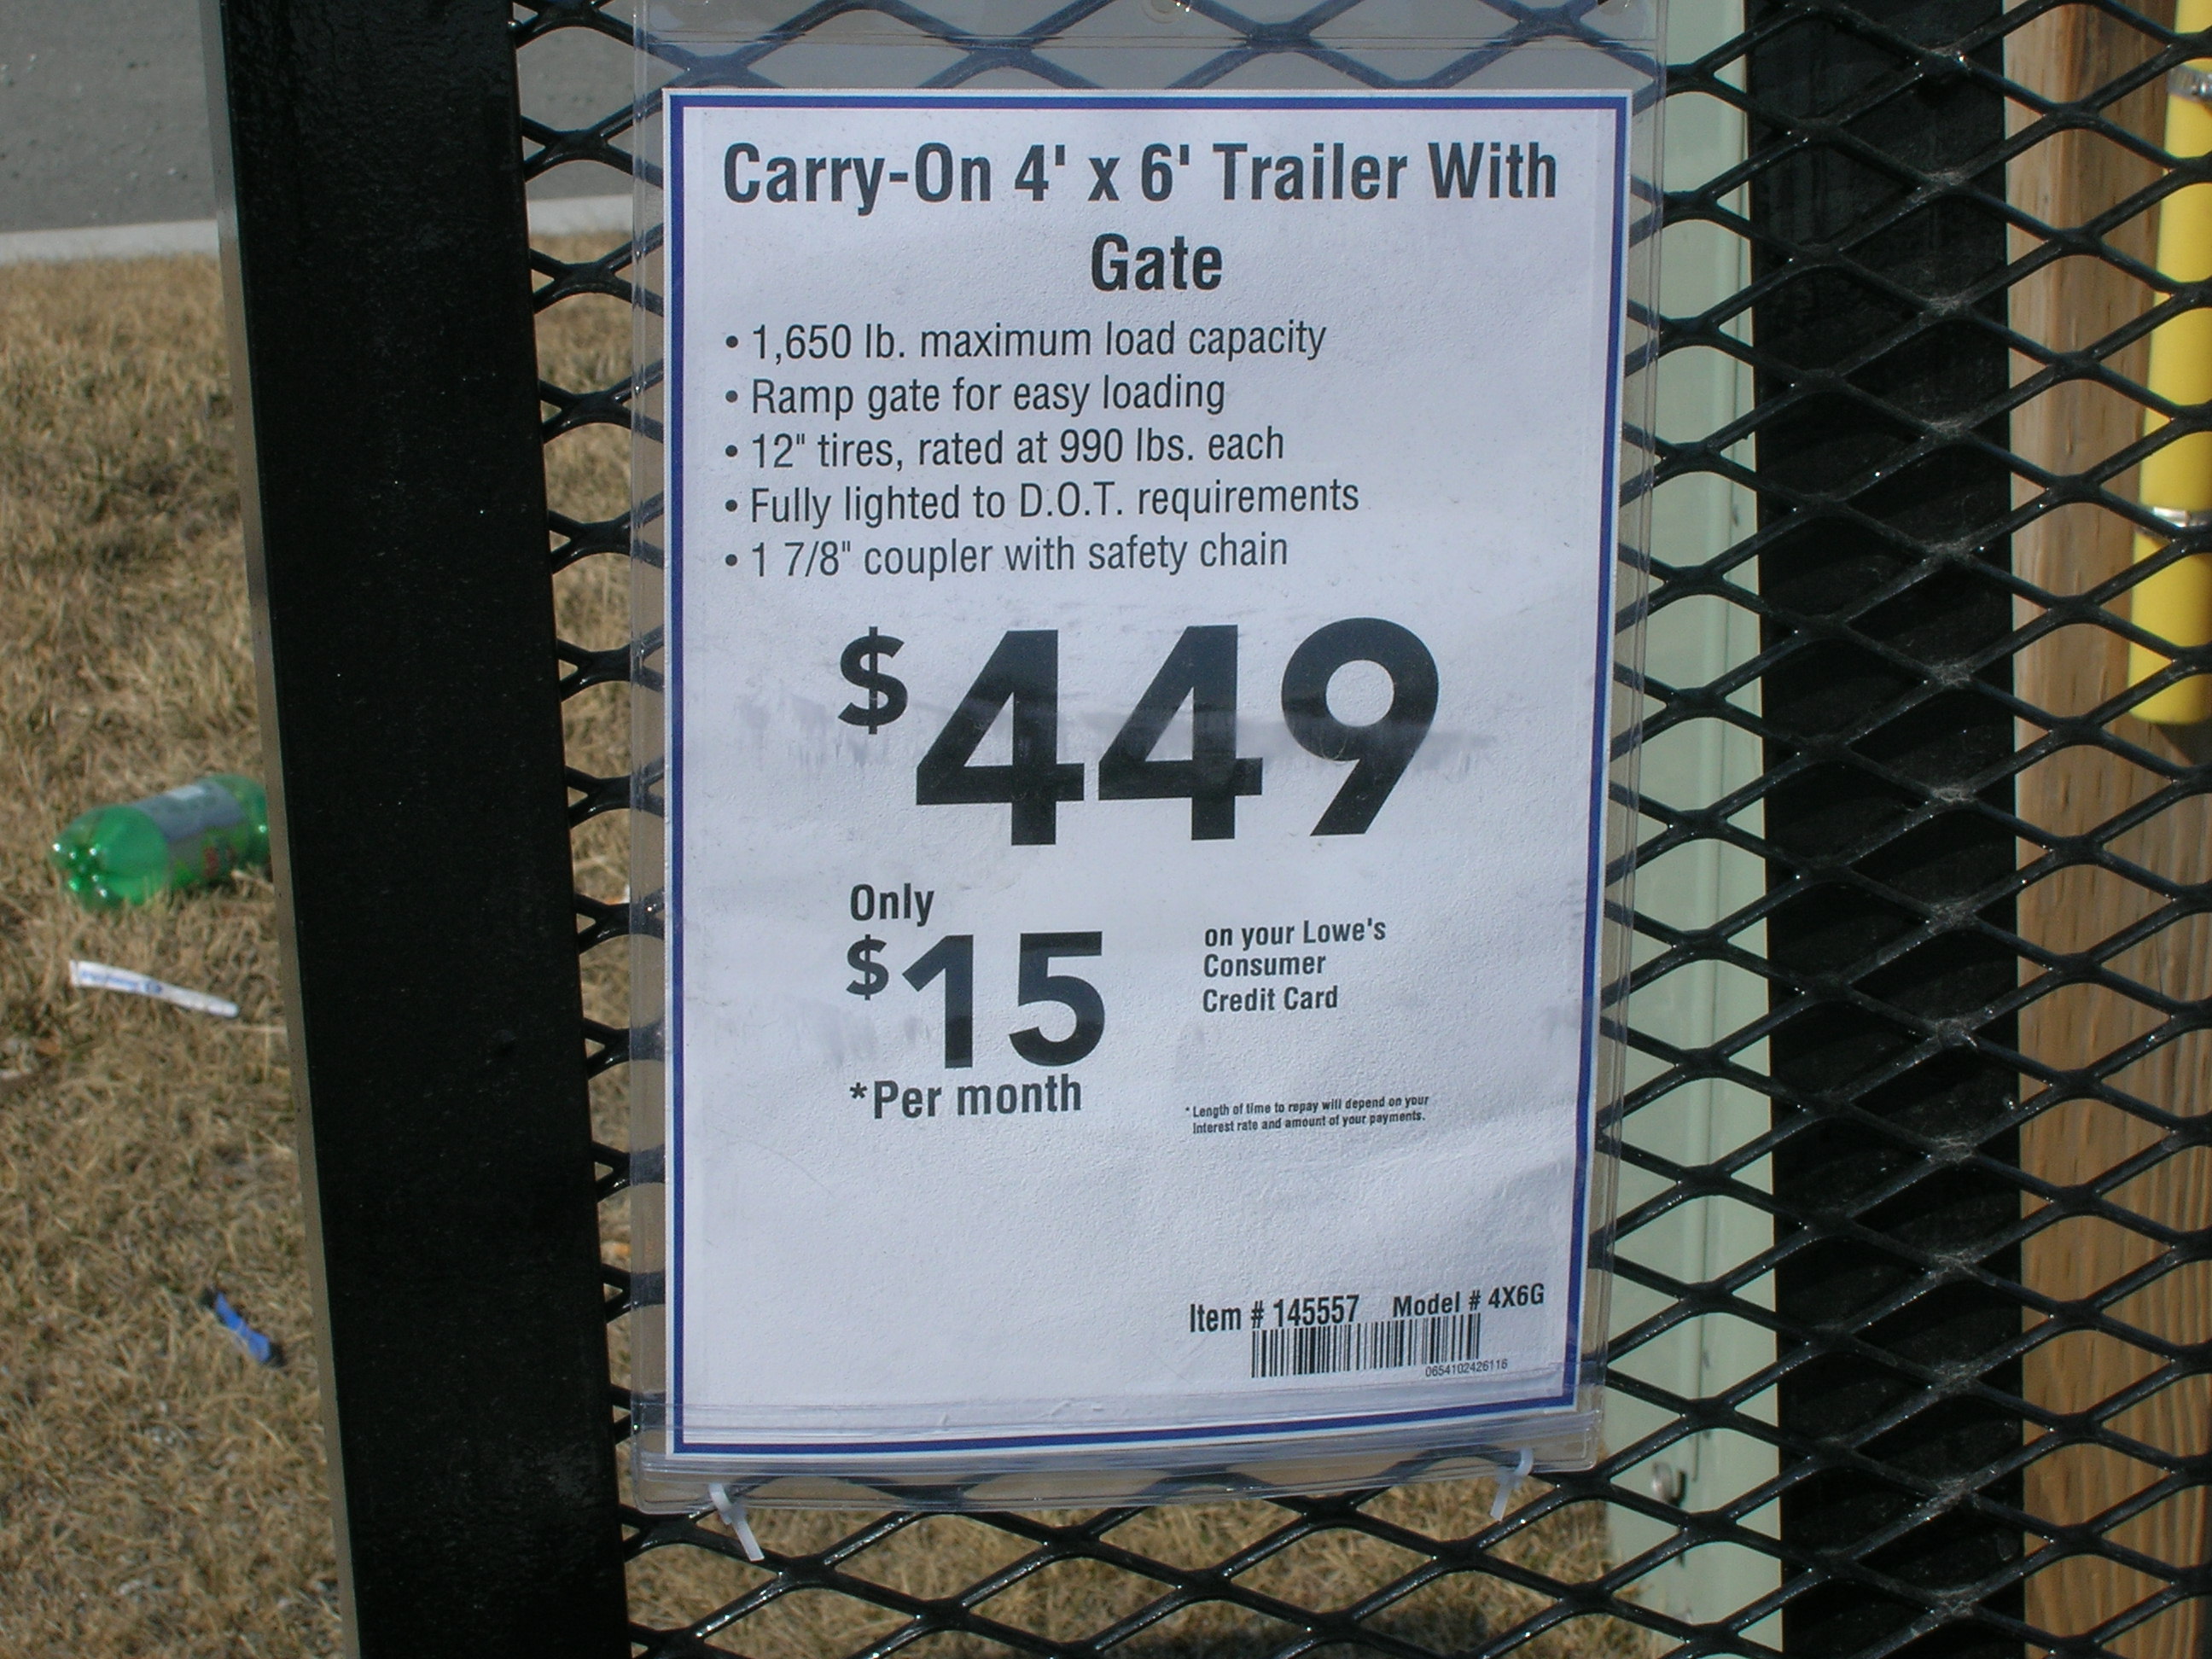 Carry-On 4' x 6' Trailer With
Gate
• 1,650 lb. maximum load capacity
• Ramp gate for easy loading
• 12" tires, rated at 990 lbs. each
• Fully lighted to D.O.T. requirements
• 1 7/8" coupler with safety chain
$449
Only
$15
*Per month
on your Lowe's
Consumer
Credit Card
* Length of time to repay will depend on your
interest rate and amount of your payments.
Item # 145557 Model # 4X6G
0654102426116